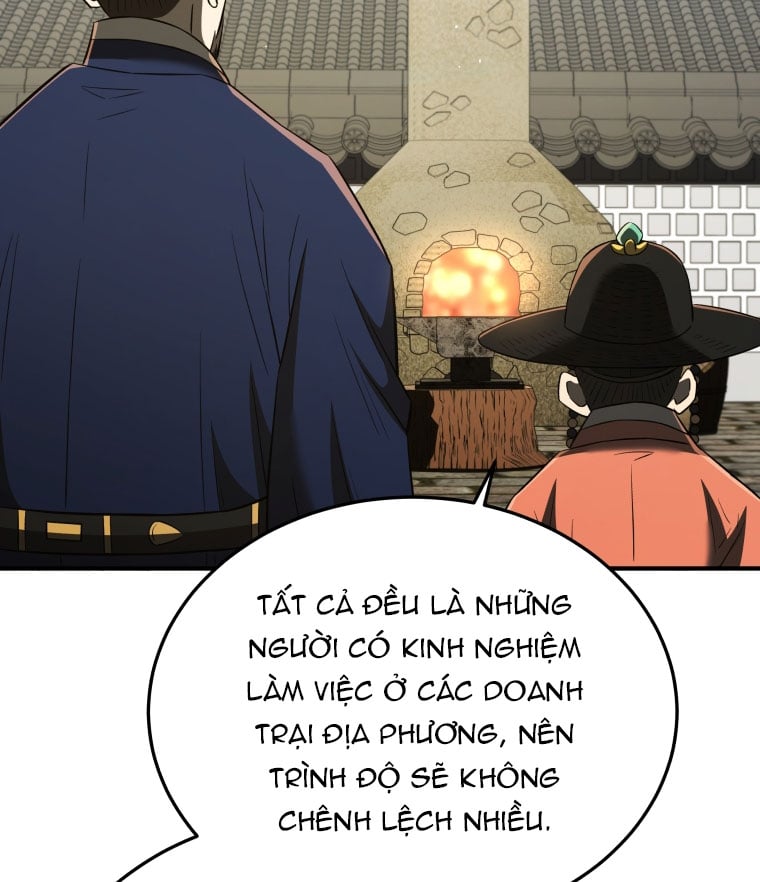 TẤT CẢ ĐỀU LÀ NHỮNG
NGƯỜI CÓ KINH NGHIỆM
LÀM VIỆC Ở CÁC DOANH
TRẠI ĐỊA PHƯƠNG, NÊN
TRÌNH ĐỘ SẼ KHÔNG
CHÊNH LỆCH NHIỀU.